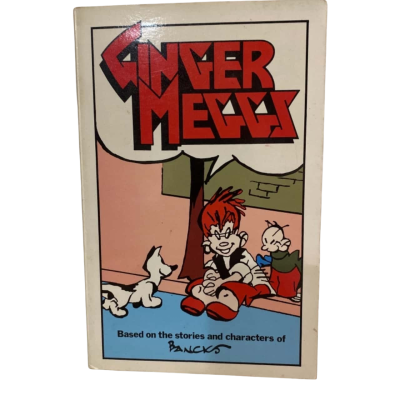 GINGER
MEGGS
Based on the stories and characters of
BANCKS